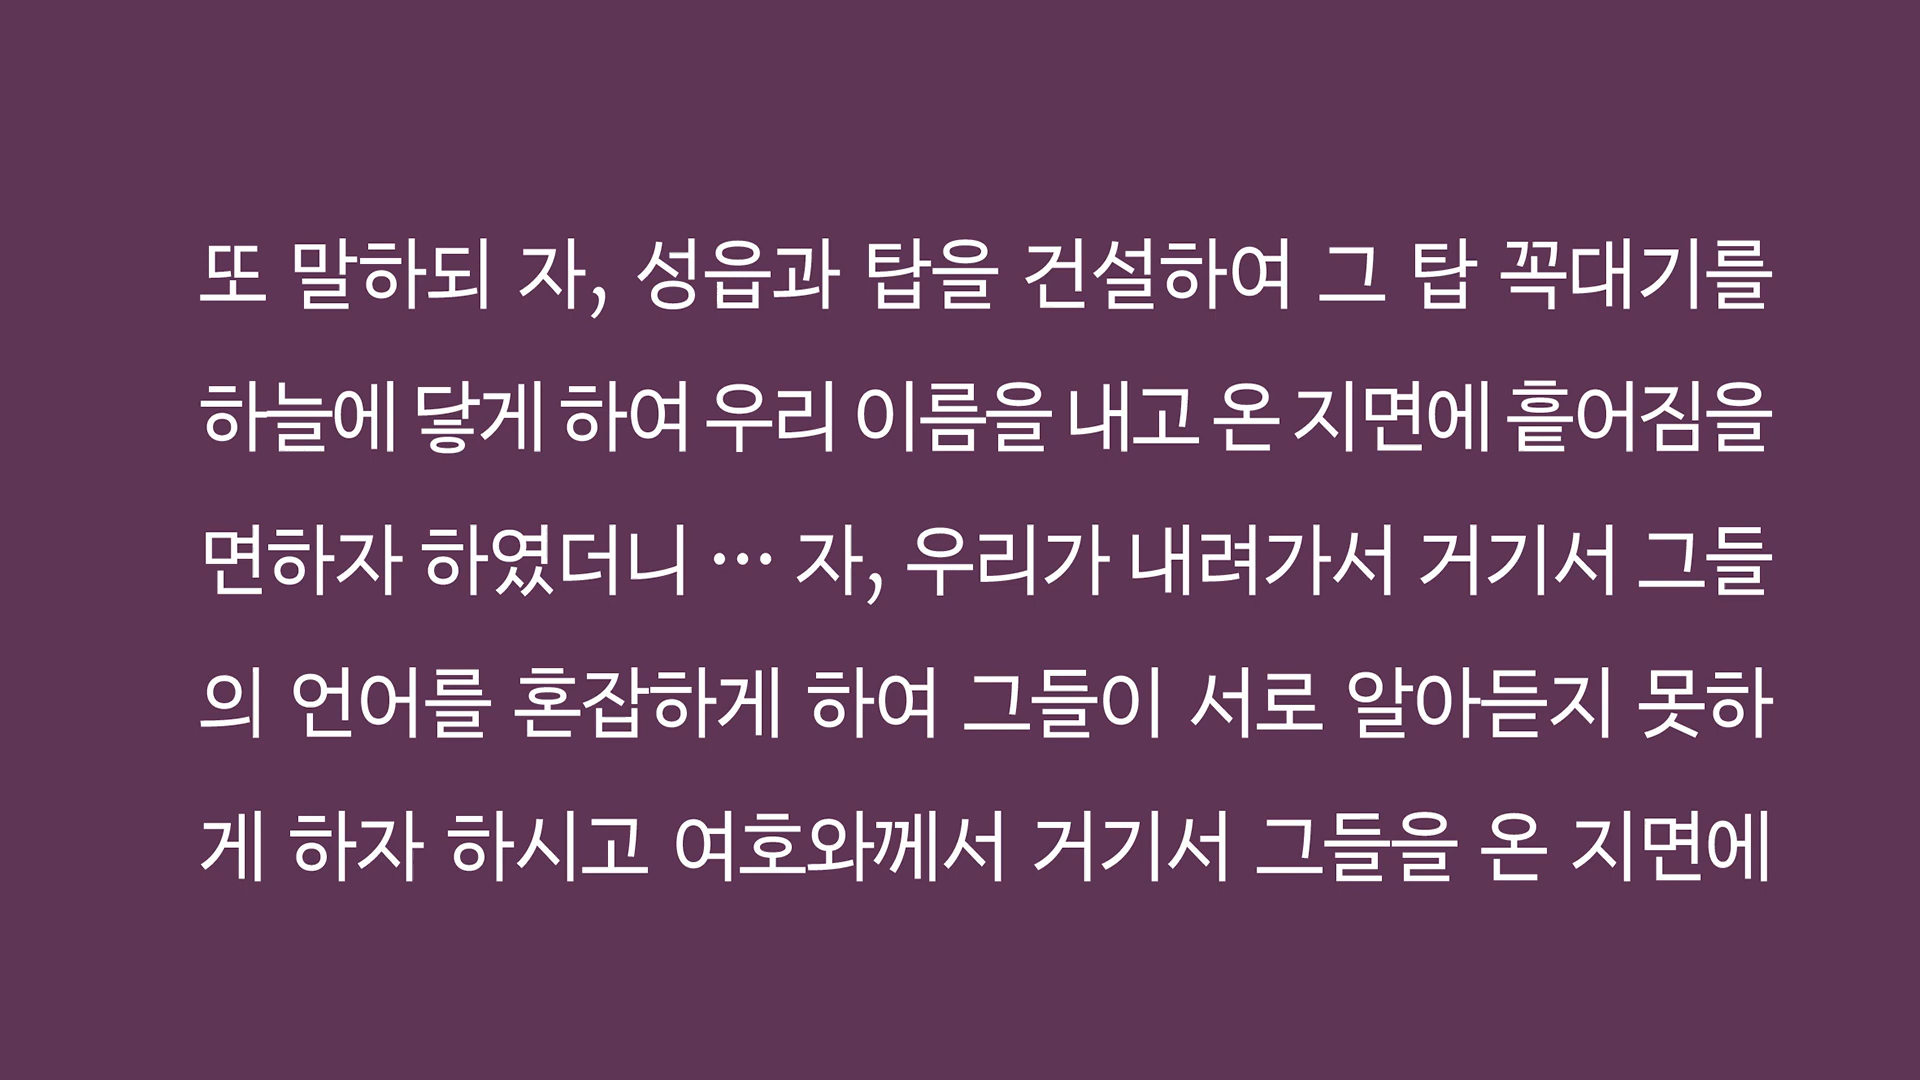 또 말하되 자, 성읍과 탑을 건설하여 그 탑 꼭대기를
하늘에 닿게 하여 우리 이름을 내고 온 지면에 흩어짐을
면하자 하였더니 … 자, 우리가 내려가서 거기서 그들
의 언어를 혼잡하게 하여 그들이 서로 알아듣지 못하
게 하자 하시고 여호와께서 거기서 그들을 온 지면에